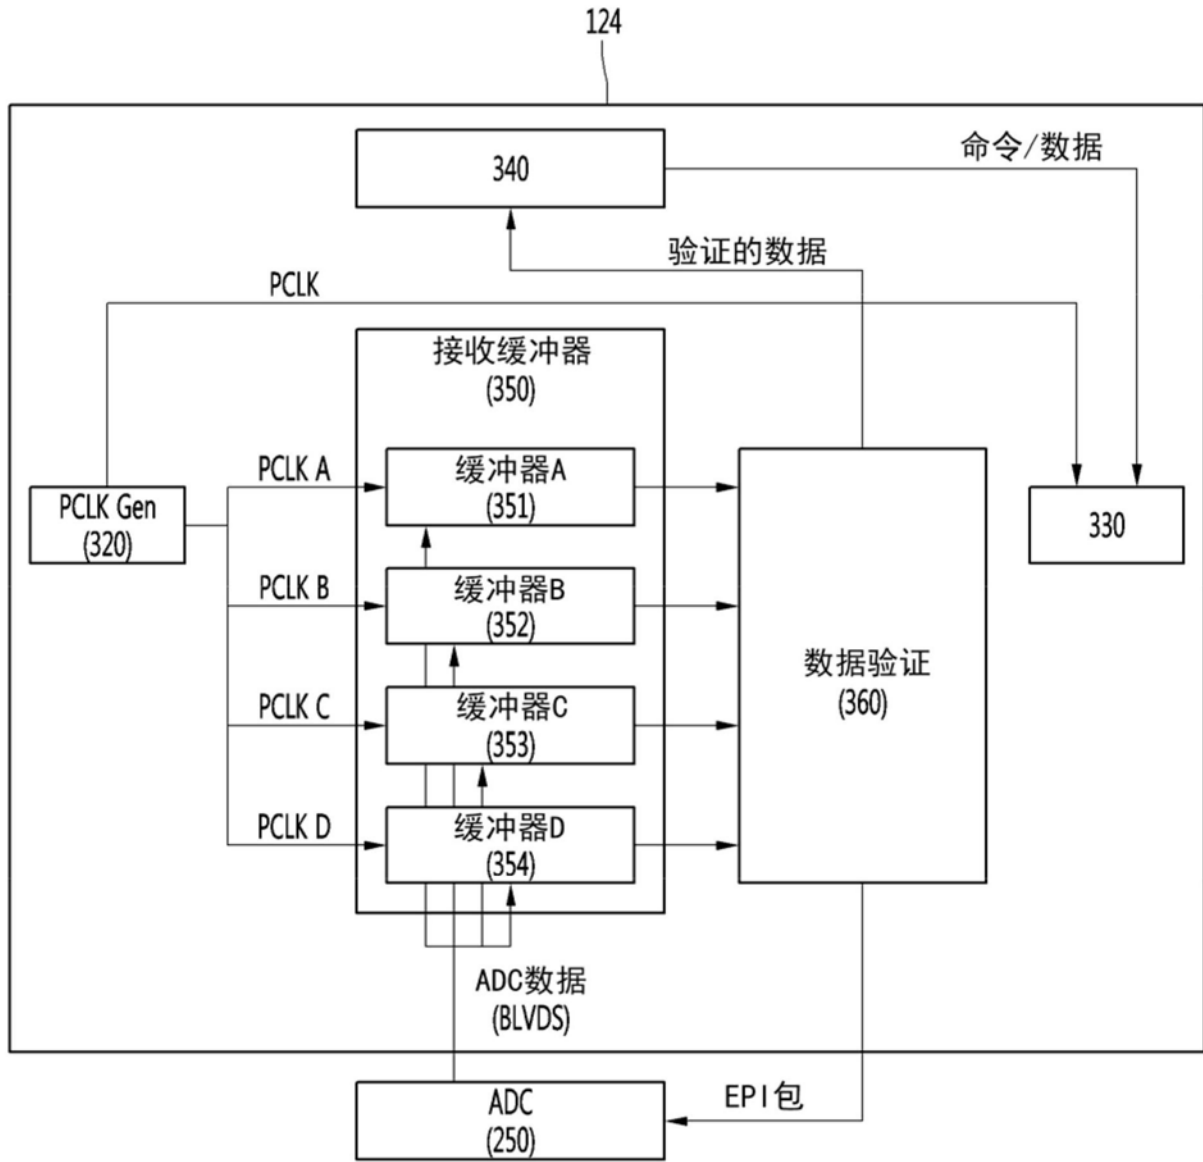 124
340
命令/数据
验证的数据
PCLK
接收缓冲器
(350)
PCLK A
缓冲器A
(351)
PCLK Gen
(320)
330
PCLK B
缓冲器B
(352)
数据验证
(360)
PCLK C
缓冲器C
(353)
PCLK D
缓冲器D
(354)
ADC数据
(BLVDS)
ADC
(250)
EPI包